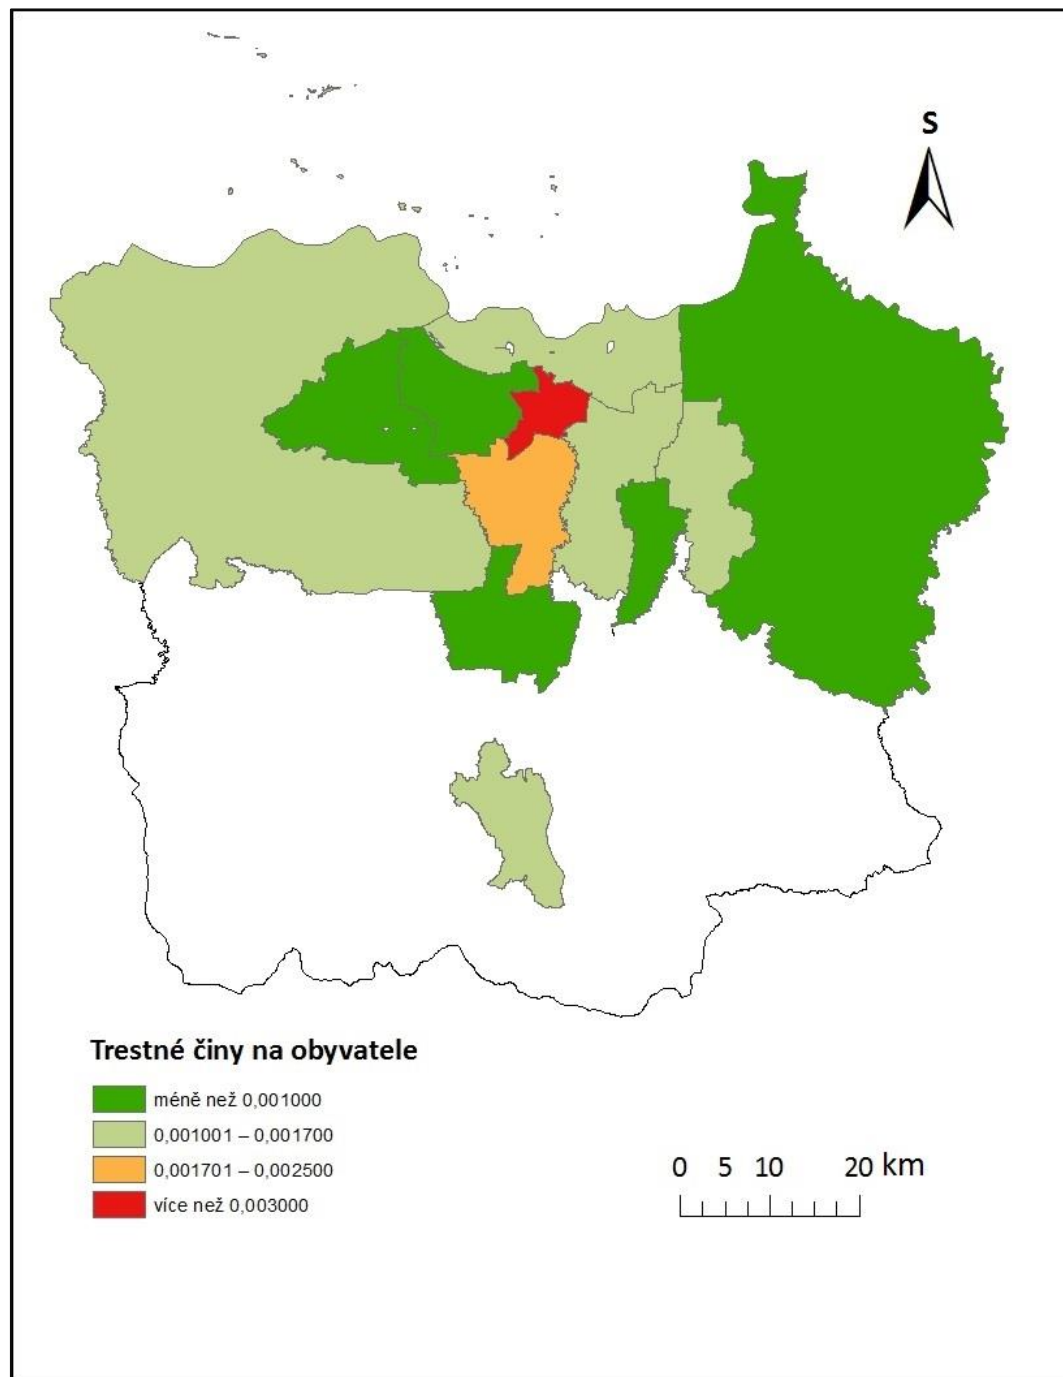 S
Trestné činy na obyvatele
méně než 0,001000
0,001001 – 0,001700
0,001701 – 0,002500
více než 0,003000
0 5 10 20 km